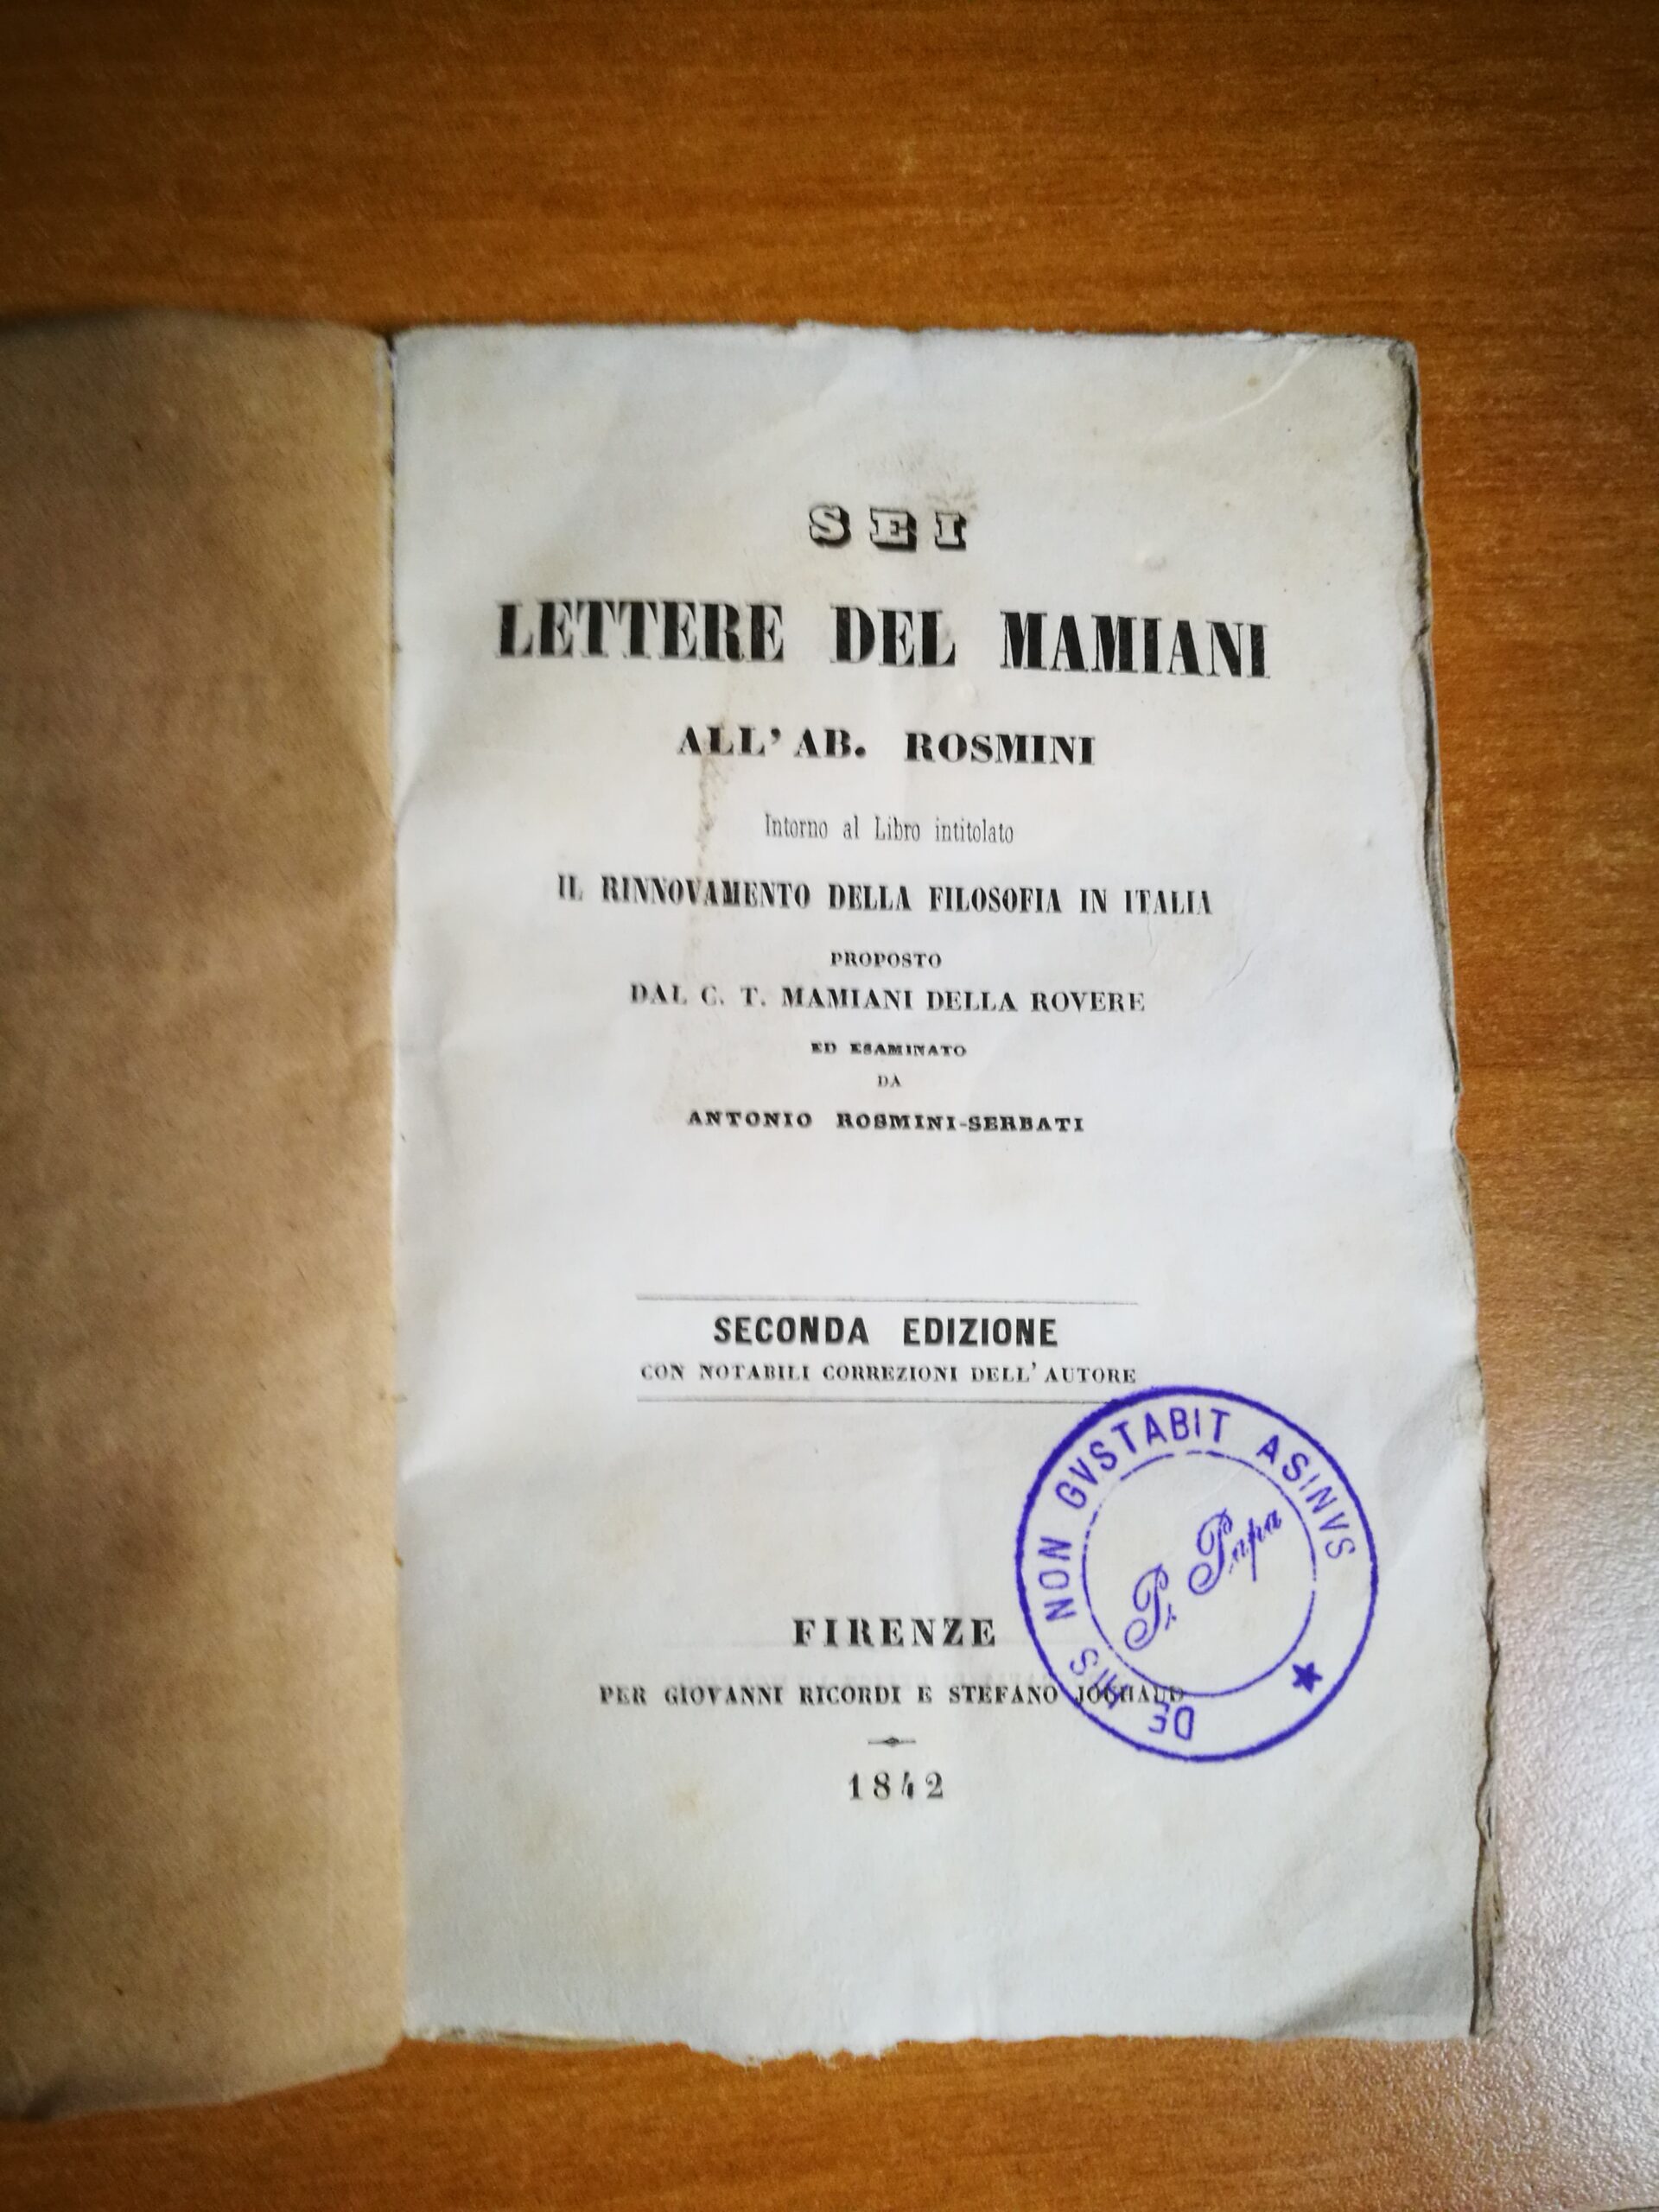 SEI
LETTERE DEL MAMIANI
ALL' AB. ROSMINI
Intorno al Libro intitolato
IL RINNOVAMENTO DELLA FILOSOFIA IN ITALIA
PROPOSTO
DAL C. T. MAMIANI DELLA ROVERE
ED ESAMINATO
DA
ANTONIO ROSMINI-SERBATI
SECONDA EDIZIONE
CON NOTABILI CORREZIONI DELL' AUTORE
FIRENZE
PER GIOVANNI RICORDI E STEFANO JOUHAUD
1842
DE HIS NON GVSTABIT ASINVS
P. Papa